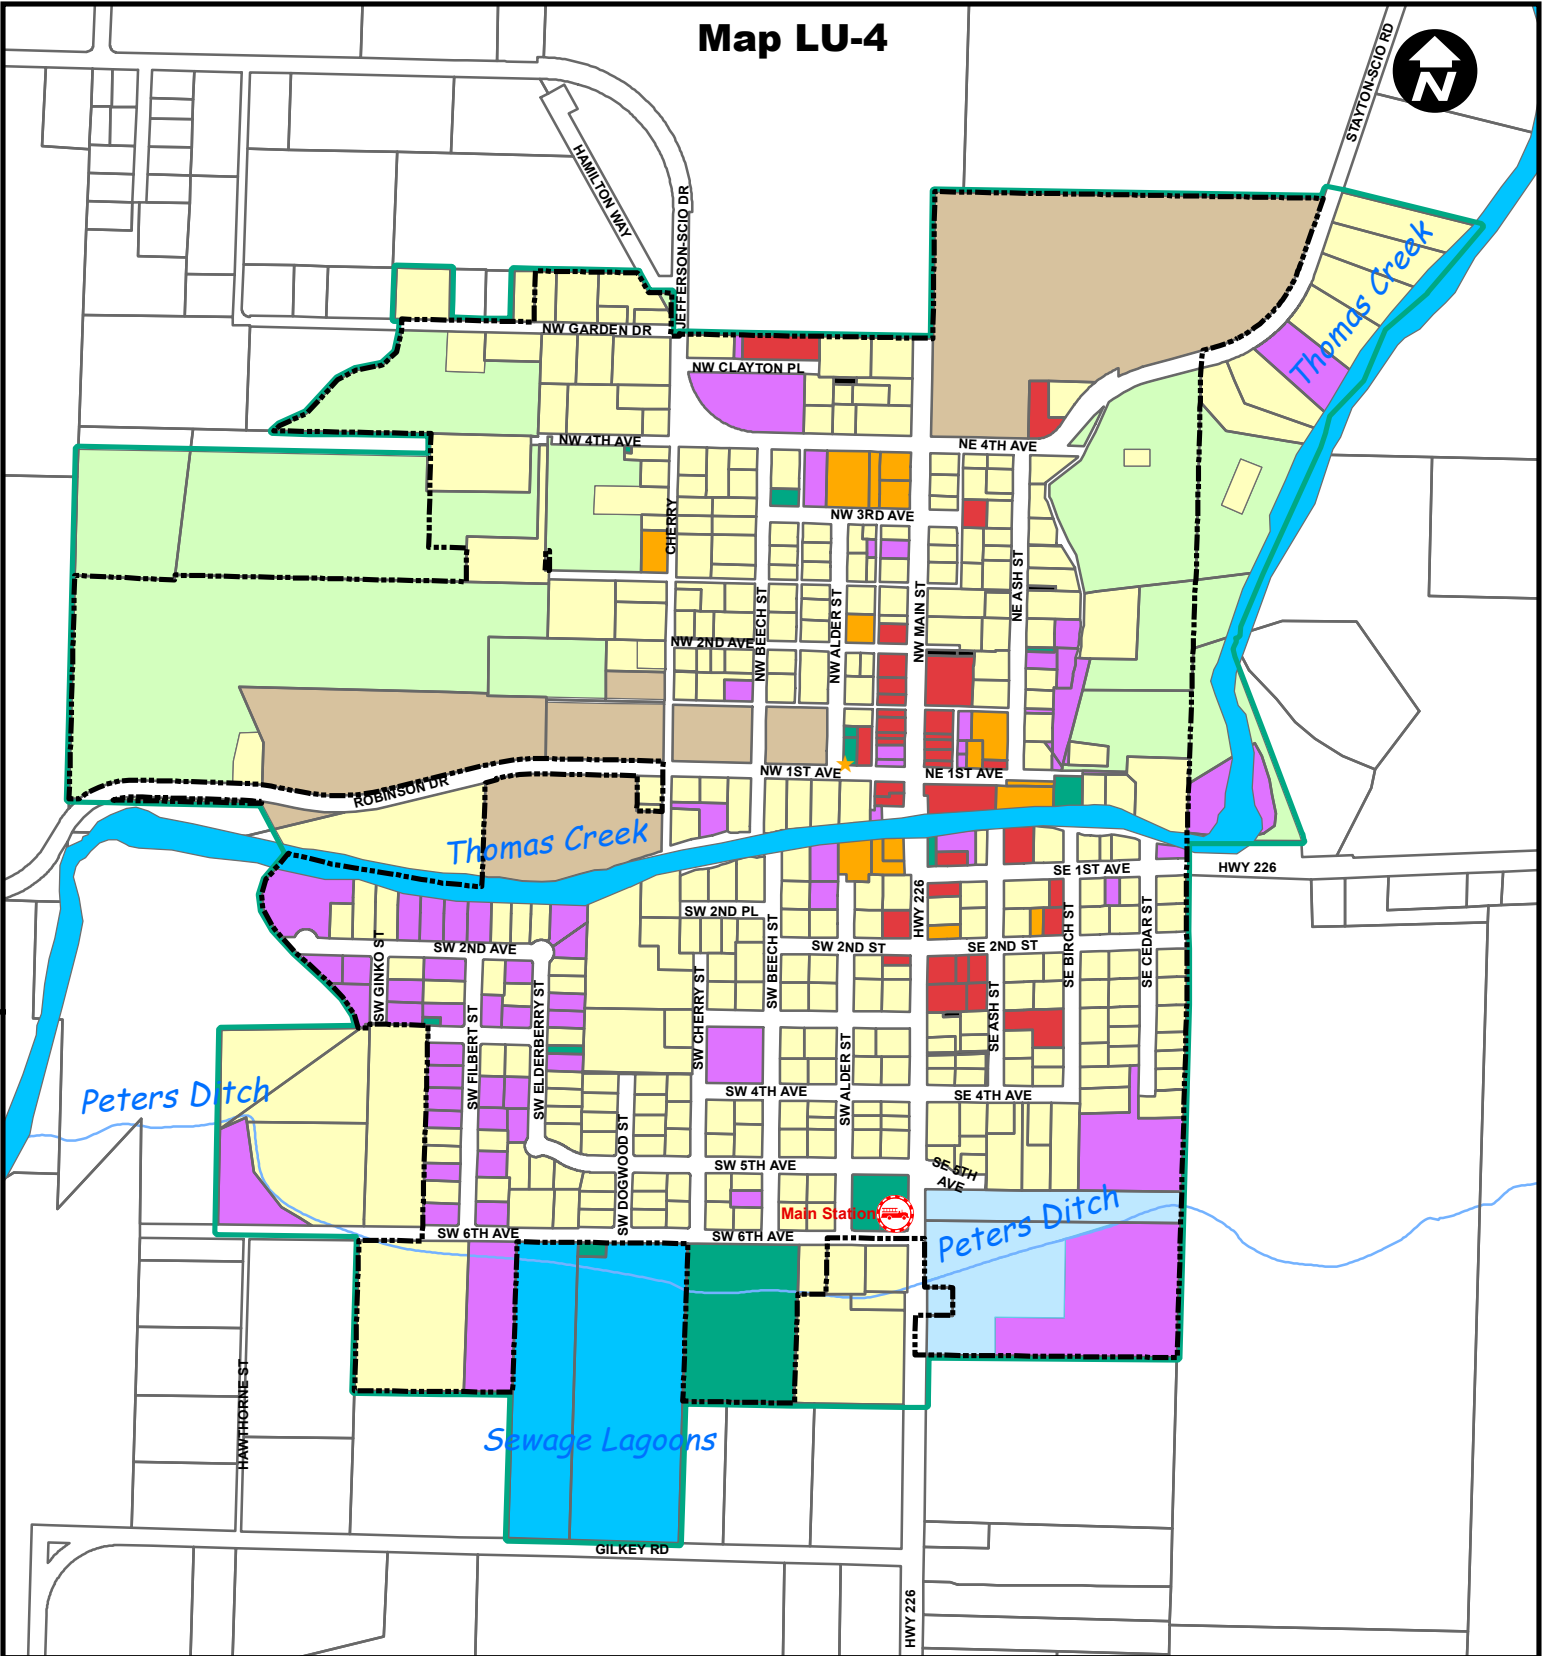 Map LU-4
N
STAYTON-SCIO RD
HAMILTON WAY
JEFFERSON-SCIO DR
Thomas Creek
NW GARDEN DR
NW CLAYTON PL
NW 4TH AVE
NE 4TH AVE
CHERRY
NW 3RD AVE
NE ASH ST
NW BEECH ST
NW ALDER ST
NW MAIN ST
NW 2ND AVE
NW 1ST AVE
NE 1ST AVE
ROBINSON DR
Thomas Creek
SE 1ST AVE
HWY 226
HWY 226
SW 2ND PL
SW 2ND AVE
SW 2ND ST
SE 2ND ST
SW GINKO ST
SW BEECH ST
SE BIRCH ST
SE CEDAR ST
SW FILBERT ST
SW ELDERBERRY ST
SW CHERRY ST
SE ASH ST
SW ALDER ST
Peters Ditch
SW 4TH AVE
SE 4TH AVE
SW DOGWOOD ST
SW 5TH AVE
SE 5TH
AVE
Main Station
Peters Ditch
SW 6TH AVE
SW 6TH AVE
HAWTHORNE ST
Sewage Lagoons
GILKEY RD
HWY 226